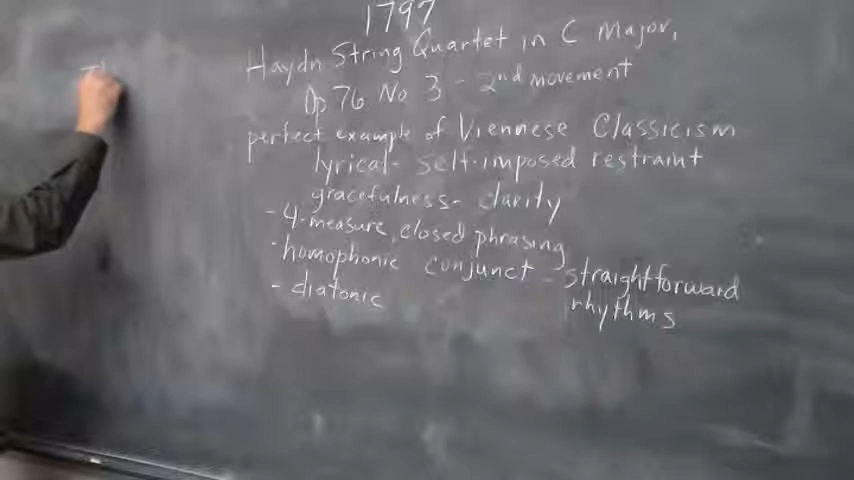 1797
Haydn String Quartet in C Major,
Op 76 No 3 - 2nd movement
perfect example of Viennese Classicism
lyrical - self-imposed restraint
gracefulness - clarity
- 4-measure, closed phrasing
- homophonic conjunct - straightforward
rhythms
- diatonic